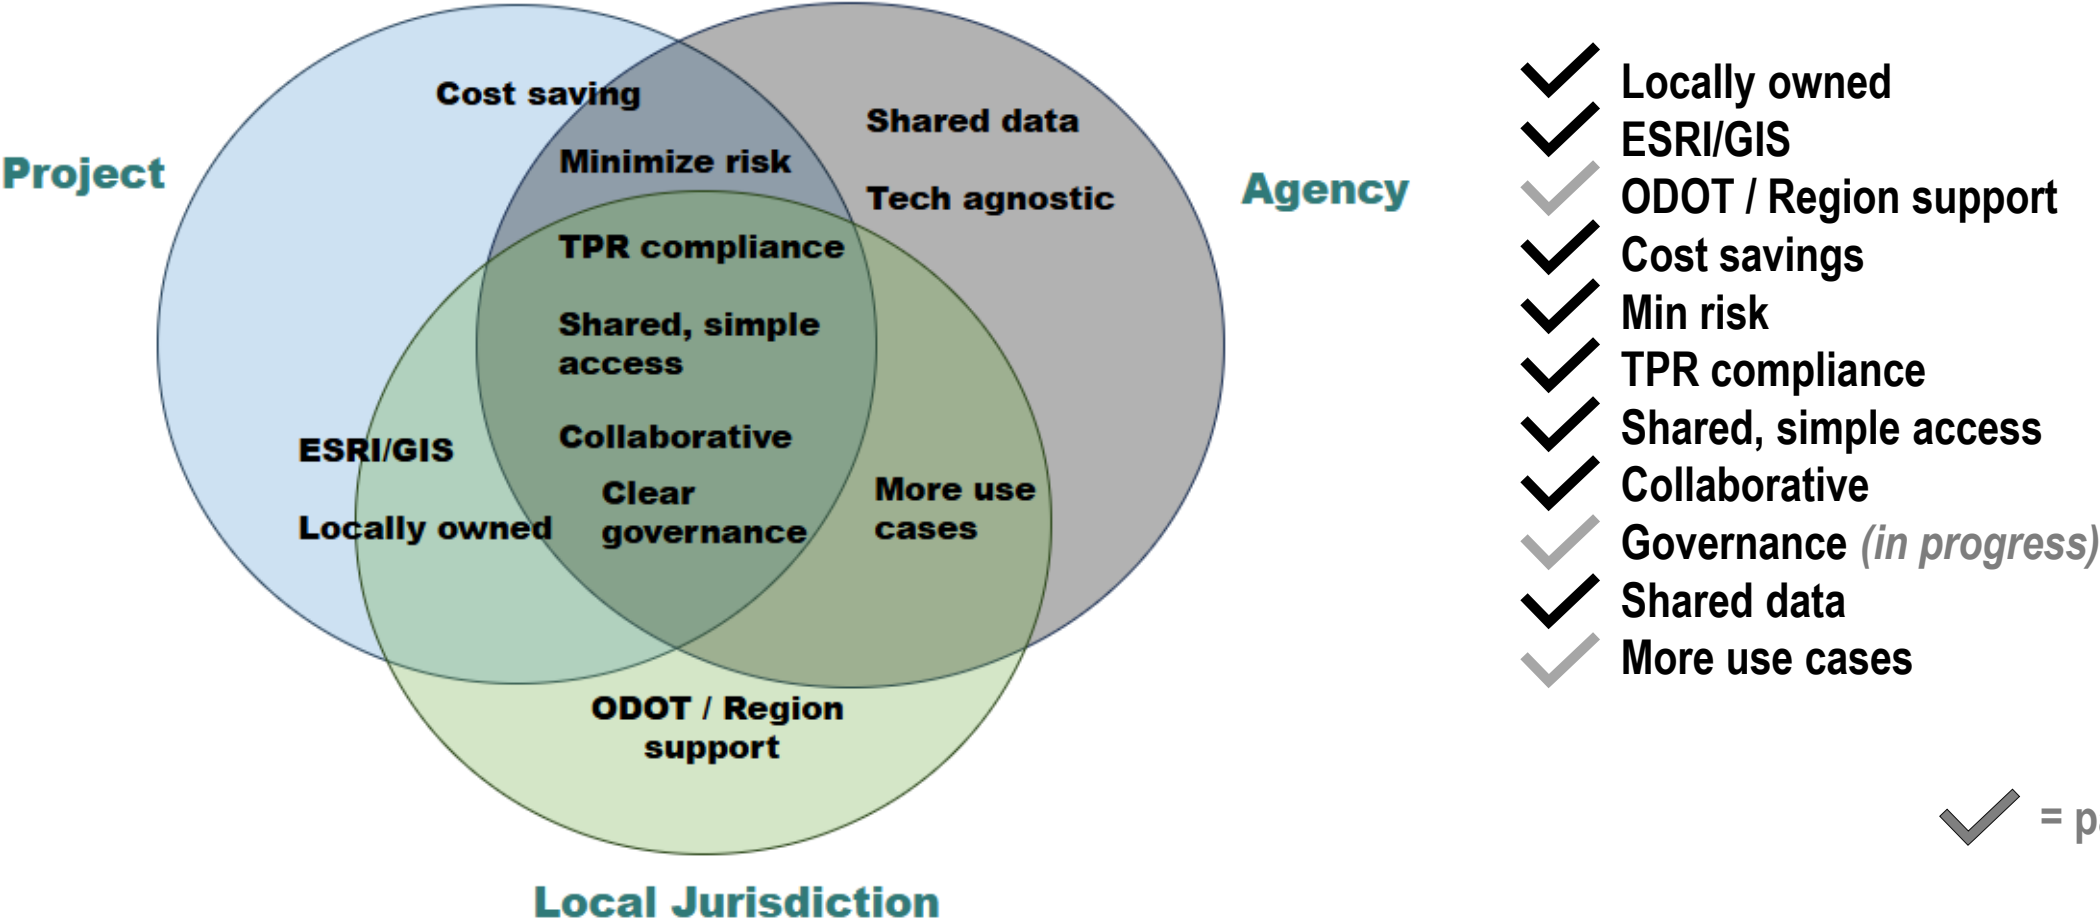 Cost saving
Shared data
Minimize risk
Project
Tech agnostic
Agency
TPR compliance
Shared, simple
access
Collaborative
ESRI/GIS
Clear
governance
More use
cases
Locally owned
ODOT / Region
support
Local Jurisdiction
Locally owned
ESRI/GIS
ODOT / Region support
Cost savings
Min risk
TPR compliance
Shared, simple access
Collaborative
Governance (in progress)
Shared data
More use cases
=